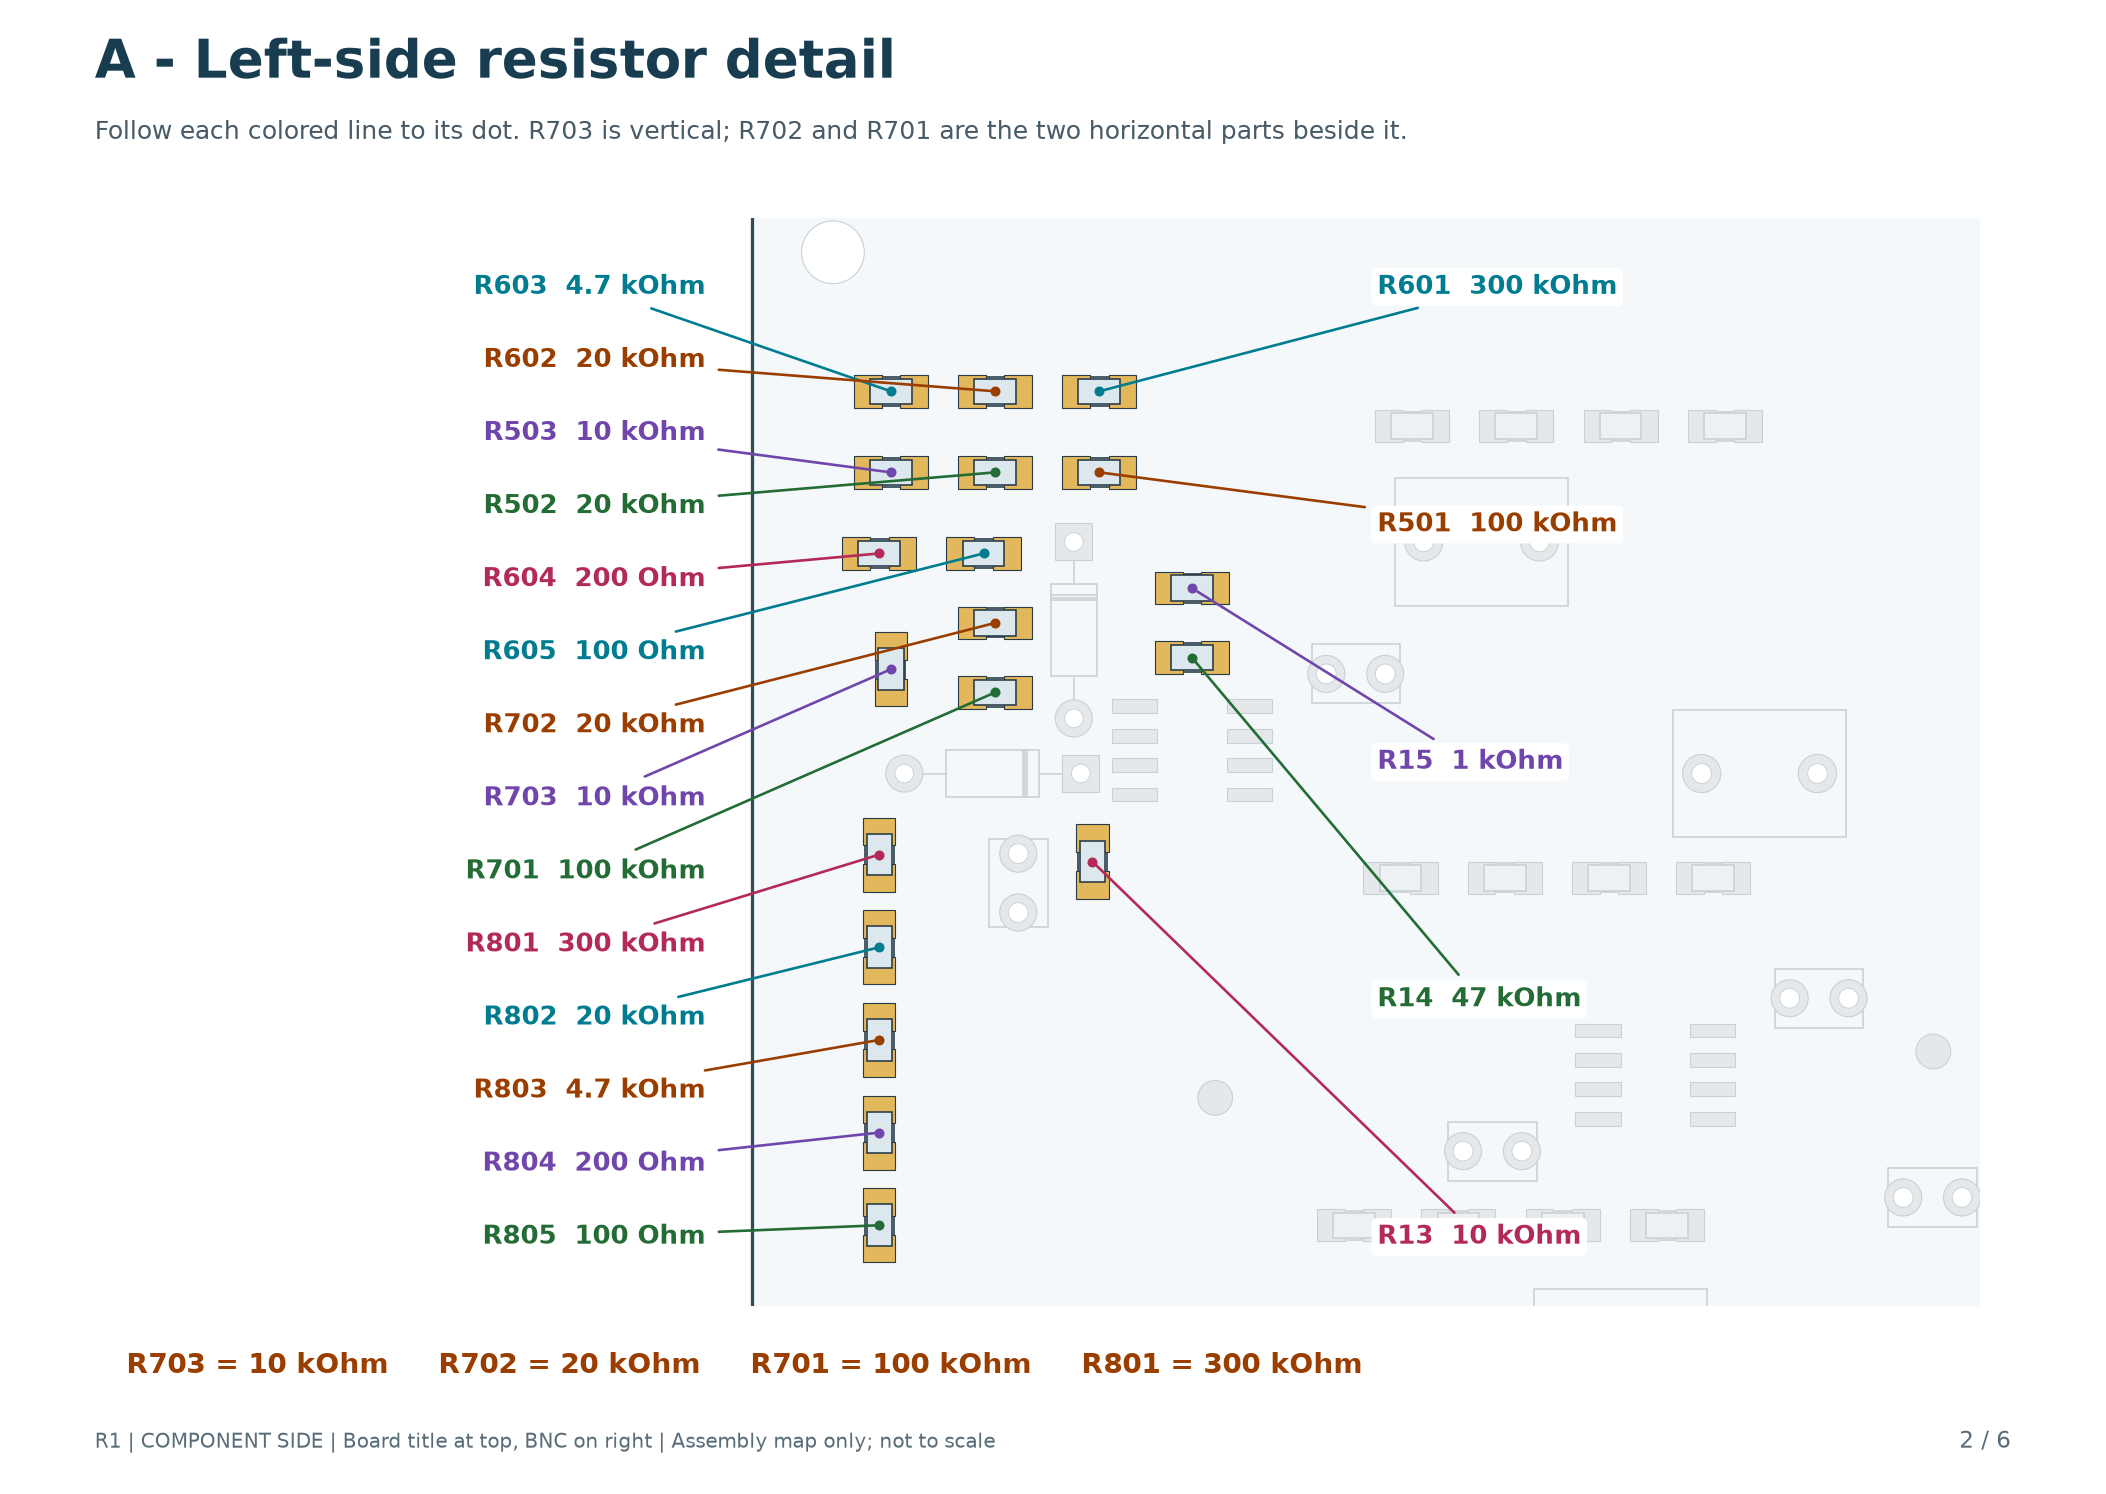 A - Left-side resistor detail
Follow each colored line to its dot. R703 is vertical; R702 and R701 are the two horizontal parts beside it.
R603  4.7 kOhm
R602  20 kOhm
R503  10 kOhm
R502  20 kOhm
R604  200 Ohm
R605  100 Ohm
R702  20 kOhm
R703  10 kOhm
R701  100 kOhm
R801  300 kOhm
R802  20 kOhm
R803  4.7 kOhm
R804  200 Ohm
R805  100 Ohm
R601  300 kOhm
R501  100 kOhm
R15  1 kOhm
R14  47 kOhm
R13  10 kOhm
R703 = 10 kOhm  R702 = 20 kOhm  R701 = 100 kOhm  R801 = 300 kOhm
R1 | COMPONENT SIDE | Board title at top, BNC on right | Assembly map only; not to scale
2 / 6